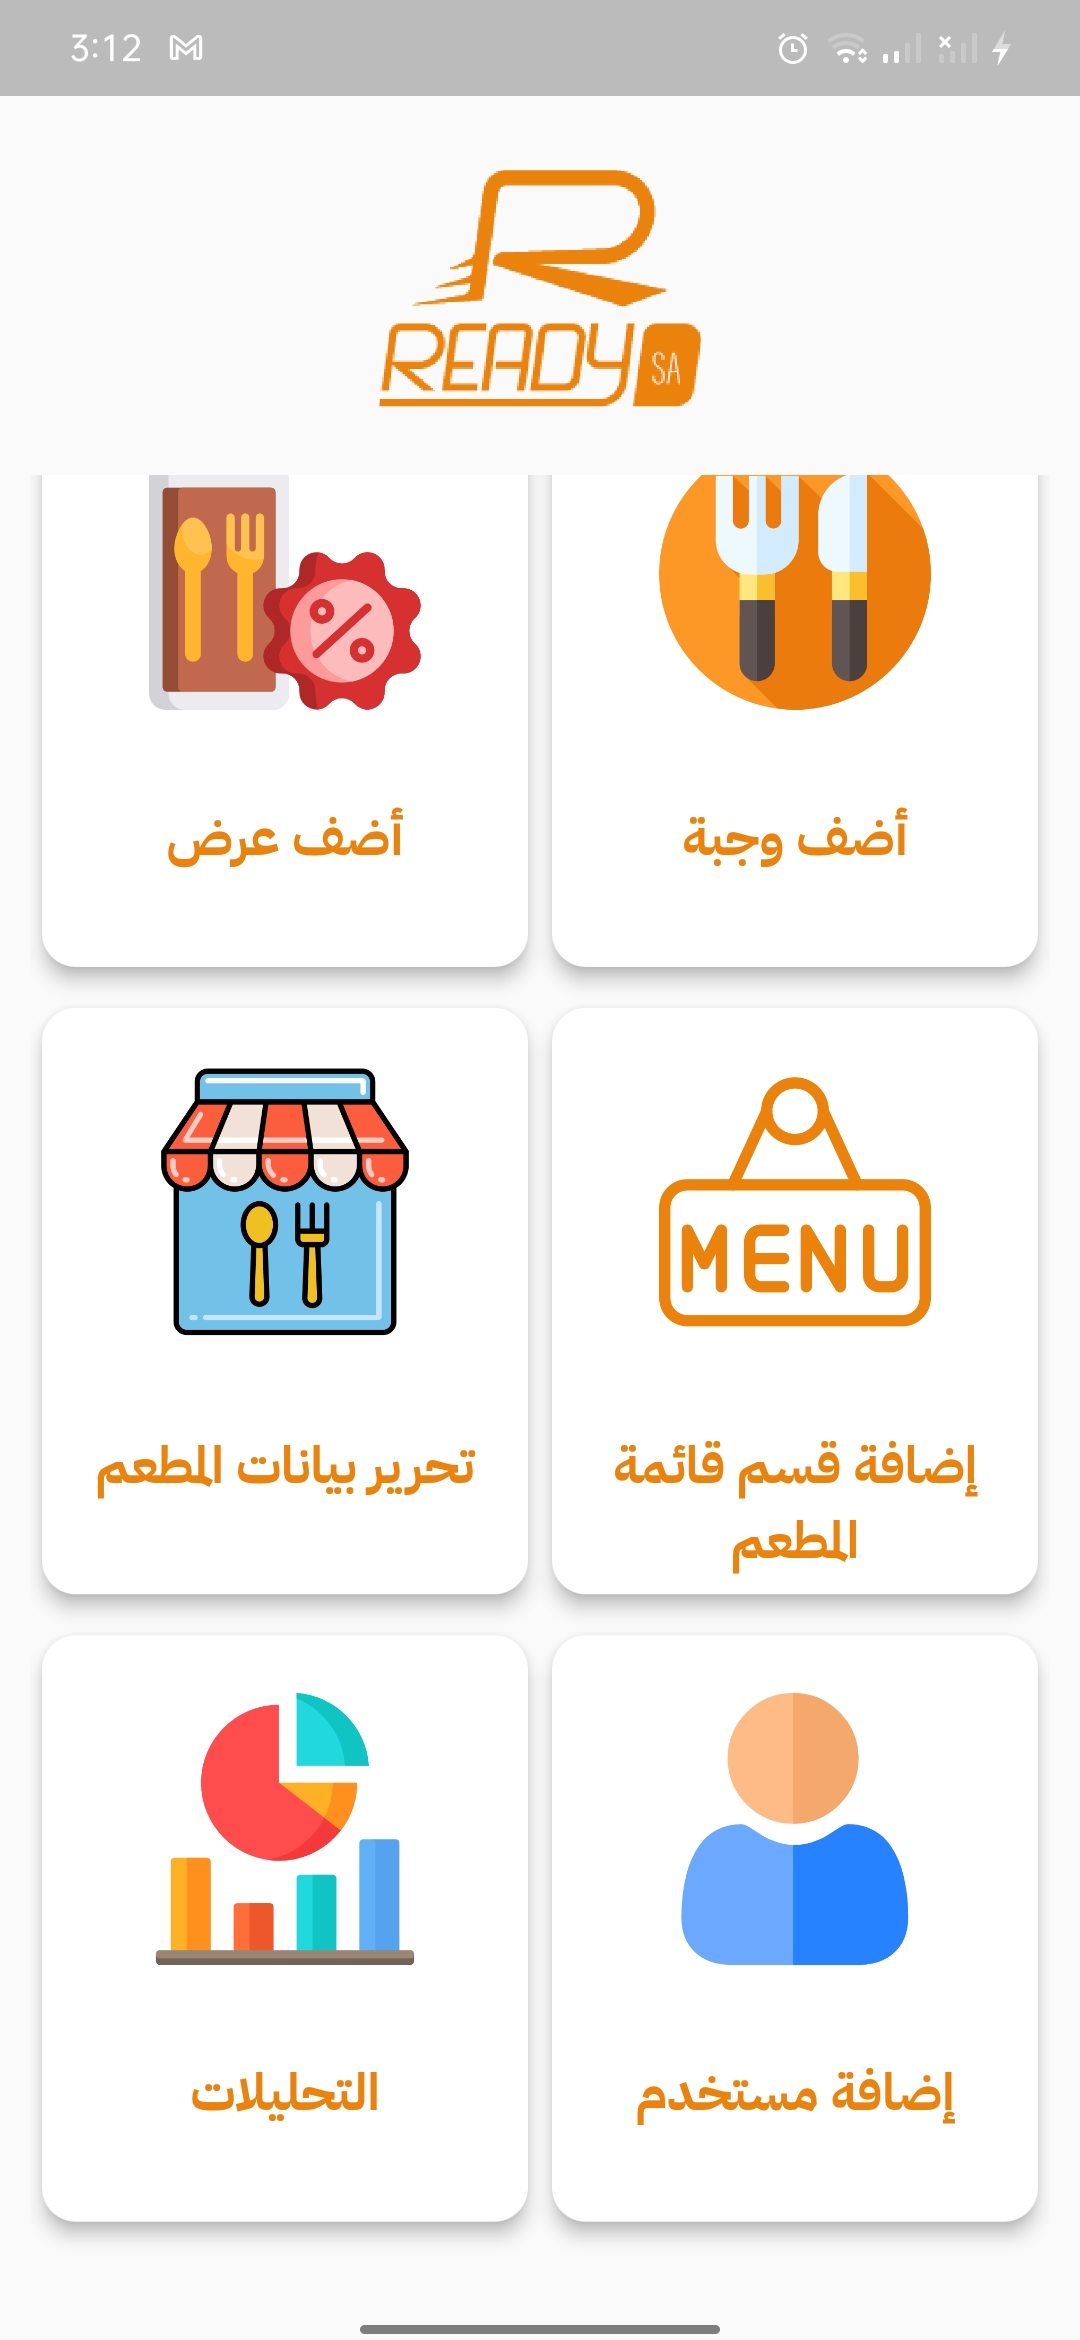 3:12
READY SA
أضف وجبة
أضف عرض
MENU
إضافة قسم قائمة
المطعم
تحرير بيانات المطعم
إضافة مستخدم
التحليلات